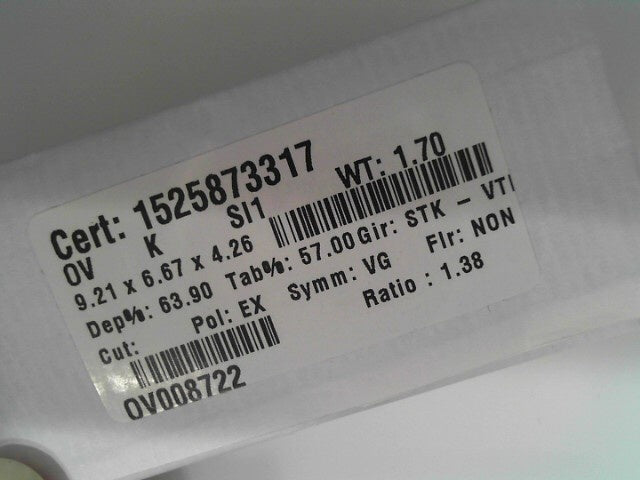 Cert: 1525873317 WT: 1.70
OV K SI1
9.21 x 6.67 x 4.26
Dep%: 63.90 Tab%: 57.00 Gir: STK - VT
Cut: Pol: EX Symm: VG Flr: NON
Ratio : 1.38
OV008722